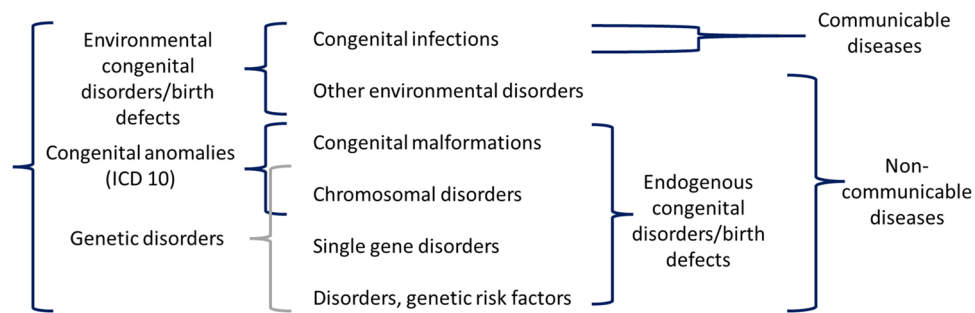 Environmental
congenital
disorders/birth
defects
Congenital anomalies
(ICD 10)
Genetic disorders
Congenital infections
Other environmental disorders
Congenital malformations
Chromosomal disorders
Single gene disorders
Disorders, genetic risk factors
Endogenous
congenital
disorders/birth
defects
Communicable
diseases
Non-
communicable
diseases